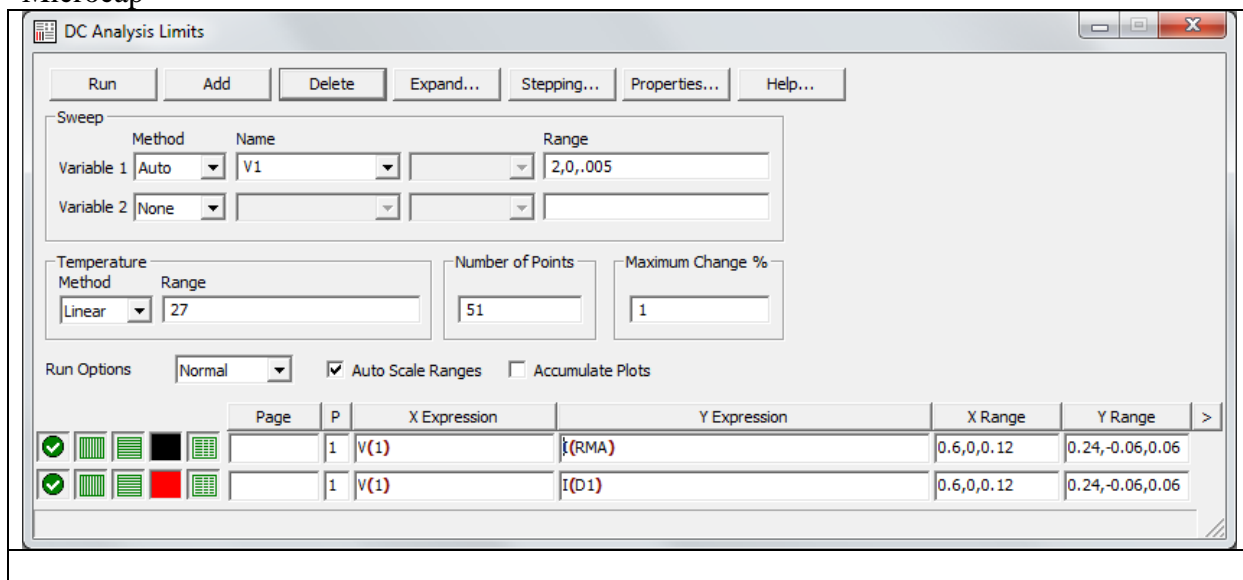 Microcap
DC Analysis Limits
Run Add Delete Expand... Stepping... Properties... Help...
Sweep
Method Name Range
Variable 1 Auto V1 2,0,.005
Variable 2 None
Temperature Number of Points Maximum Change %
Method Range
Linear 27 51 1
Run Options Normal Auto Scale Ranges Accumulate Plots
Page P X Expression Y Expression X Range Y Range >
1 V(1) I(RMA) 0.6,0,0.12 0.24,-0.06,0.06
1 V(1) I(D1) 0.6,0,0.12 0.24,-0.06,0.06